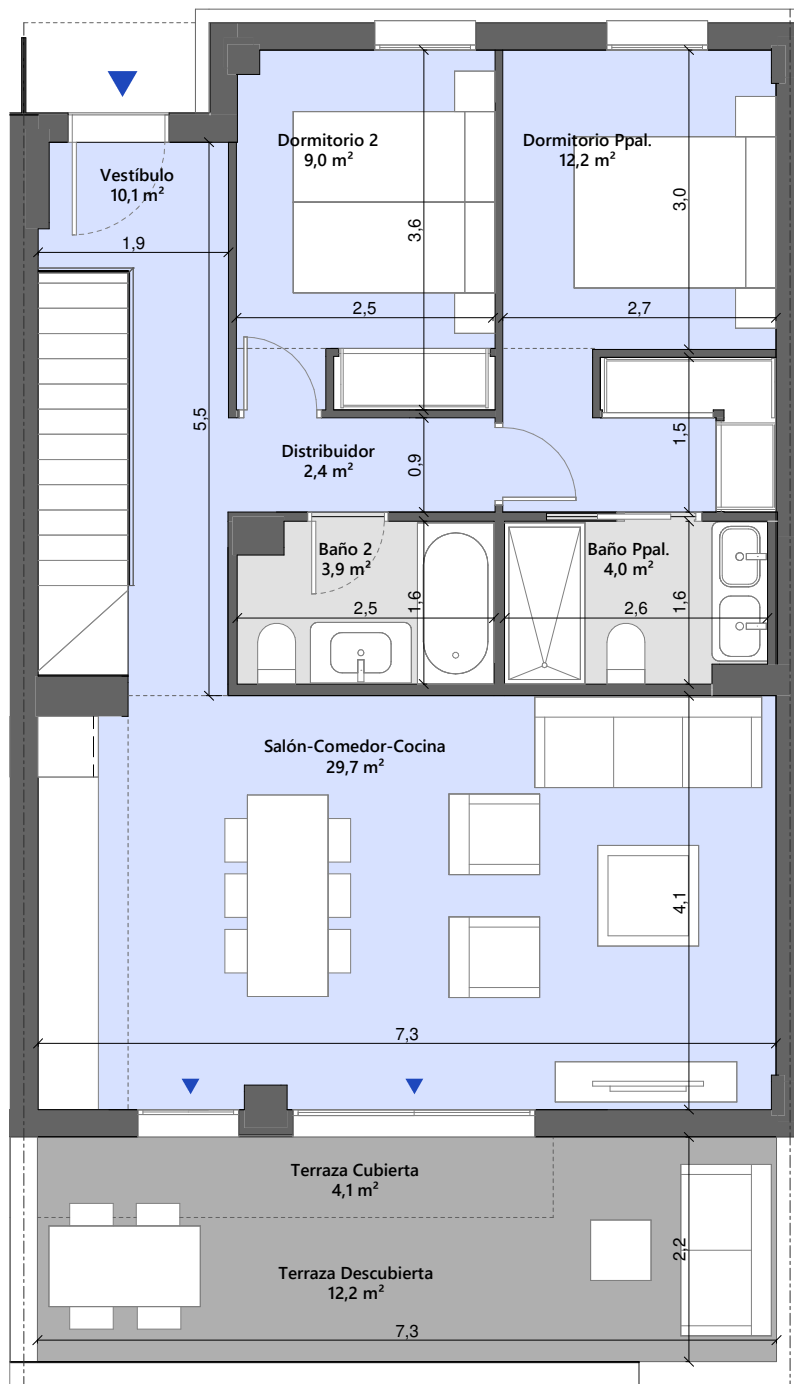 Dormitorio 2
9,0 m²
Dormitorio Ppal.
12,2 m²
Vestíbulo
10,1 m²
3,6
3,0
1,9
2,5
2,7
5,5
Distribuidor
2,4 m²
0,9
1,5
Baño 2
3,9 m²
Baño Ppal.
4,0 m²
2,5
1,6
2,6
1,6
Salón-Comedor-Cocina
29,7 m²
4,1
7,3
Terraza Cubierta
4,1 m²
2,2
Terraza Descubierta
12,2 m²
7,3